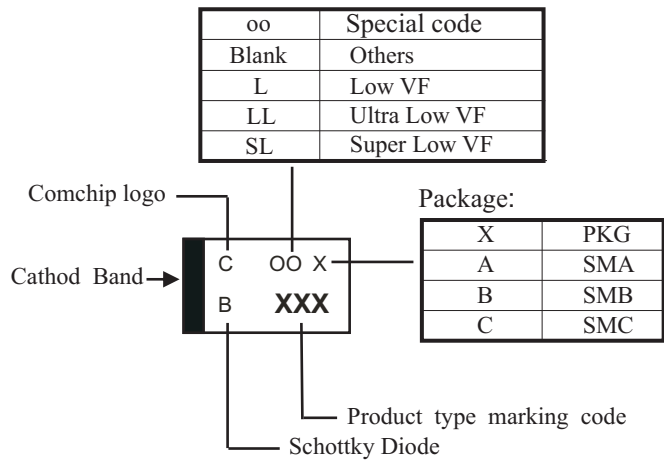 oo Special code
Blank Others
L Low VF
LL Ultra Low VF
SL Super Low VF
Comchip logo
Package:
X PKG
A SMA
B SMB
C SMC
Cathod Band
C OO X
B XXX
Product type marking code
Schottky Diode